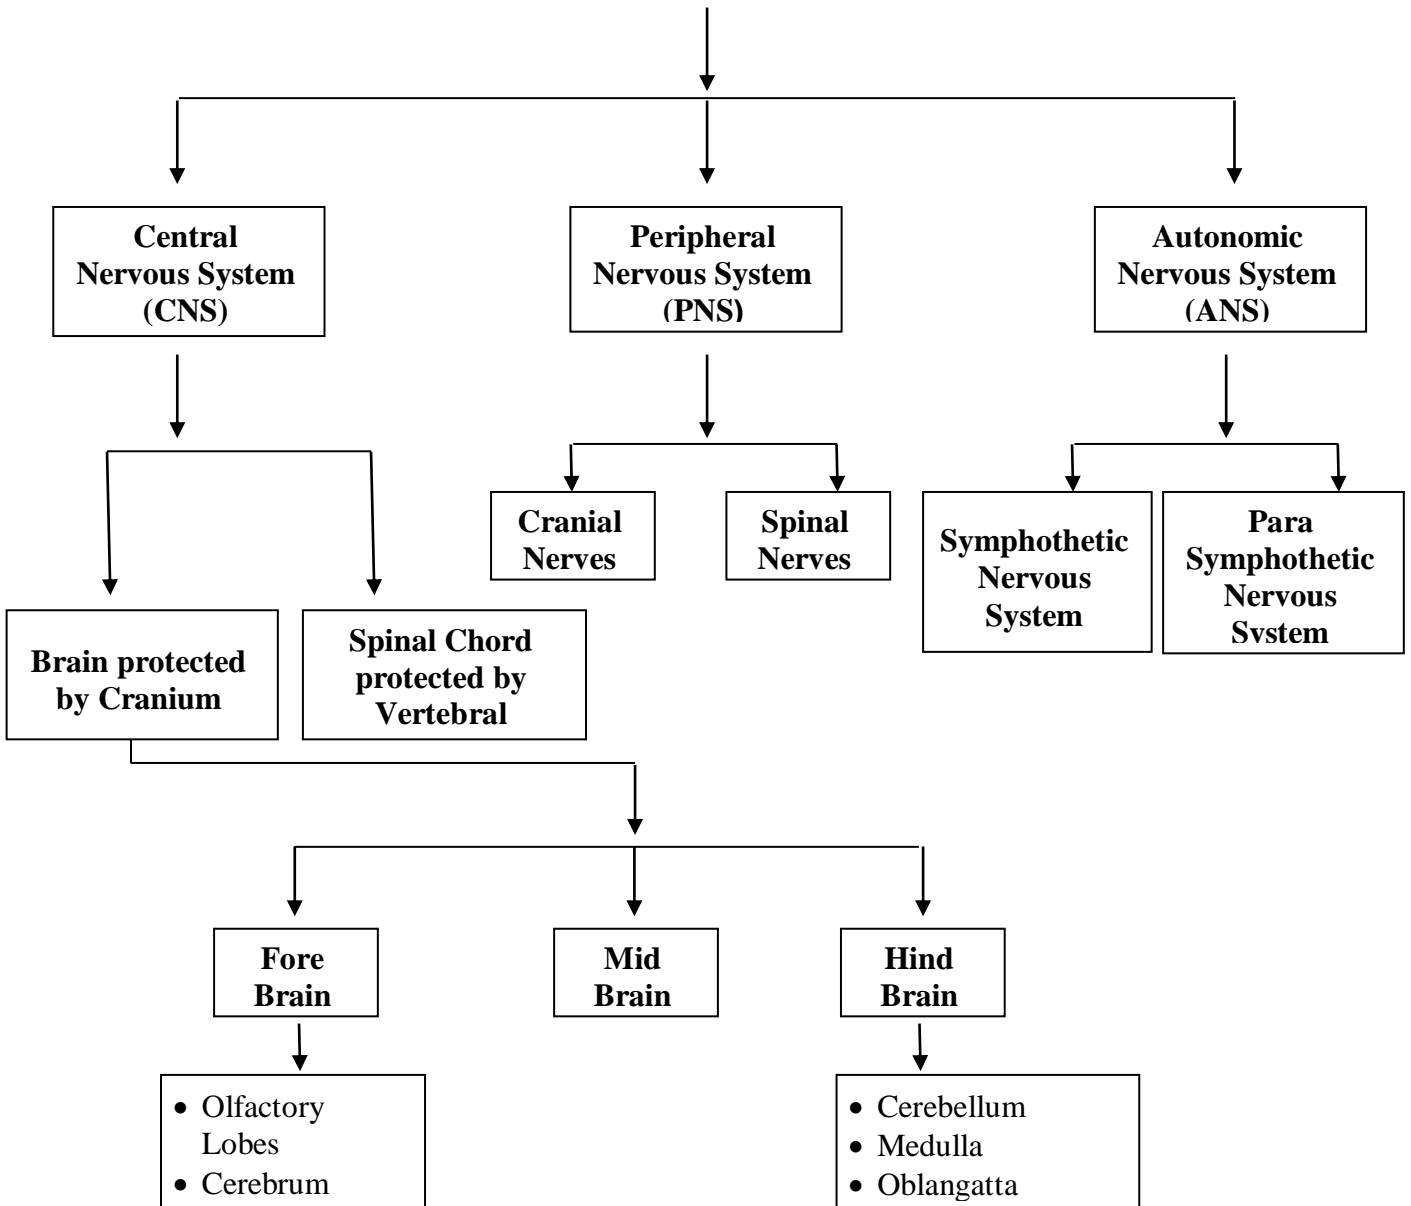 Central
Nervous System
(CNS)
Peripheral
Nervous System
(PNS)
Autonomic
Nervous System
(ANS)
Cranial
Nerves
Spinal
Nerves
Symphothetic
Nervous
System
Para
Symphothetic
Nervous
System
Brain protected
by Cranium
Spinal Chord
protected by
Vertebral
Fore
Brain
Mid
Brain
Hind
Brain
• Olfactory
Lobes
• Cerebrum
• Cerebellum
• Medulla
• Oblangatta